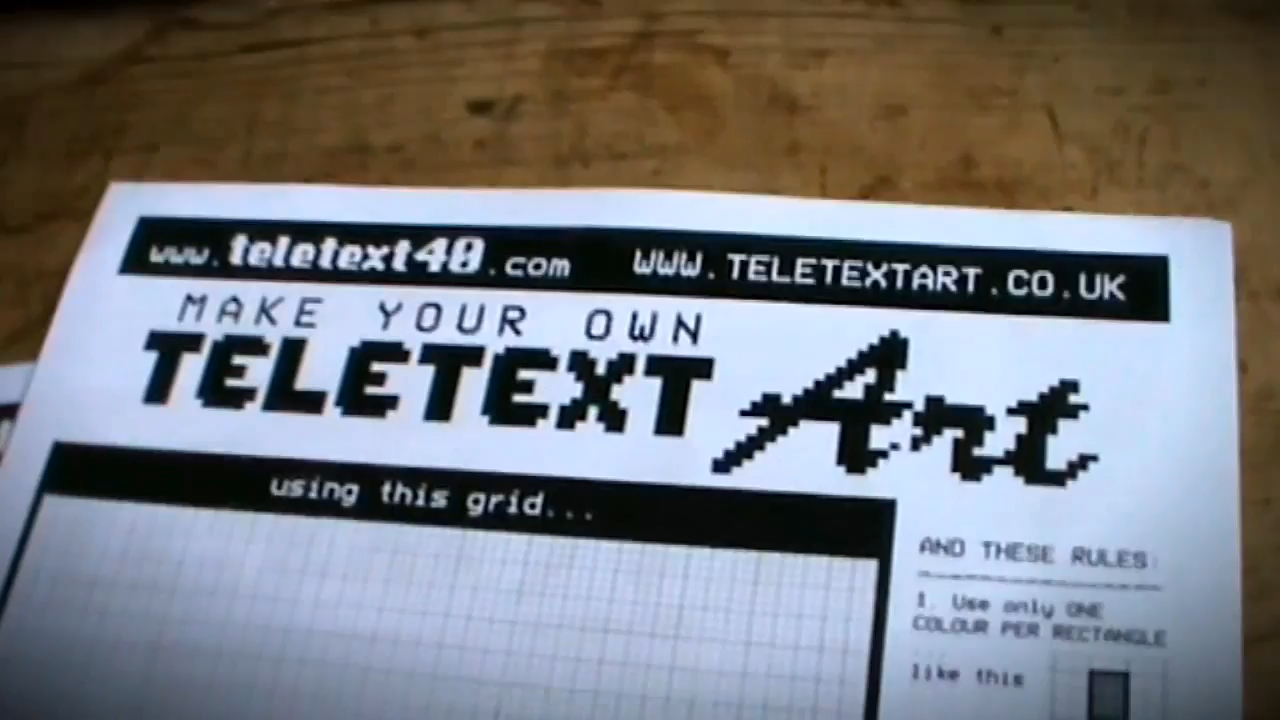 www.teletext40.com WWW.TELETEXTART.CO.UK
MAKE YOUR OWN
TELETEXT Art
using this grid...
AND THESE RULES:
1. Use only ONE
COLOUR PER RECTANGLE
like this